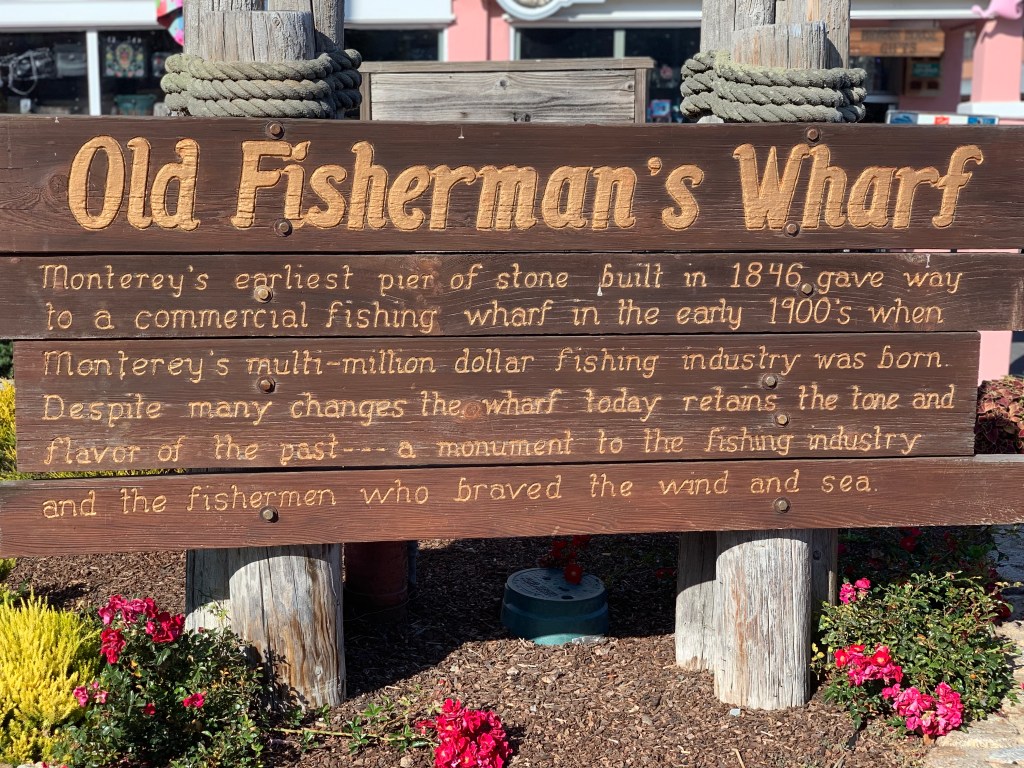 Old Fisherman's Wharf
Monterey's earliest pier of stone built in 1846 gave way
to a commercial fishing wharf in the early 1900's when
Monterey's multi-million dollar fishing industry was born.
Despite many changes the wharf today retains the tone and
flavor of the past--- a monument to the fishing industry
and the fishermen who braved the wind and sea.